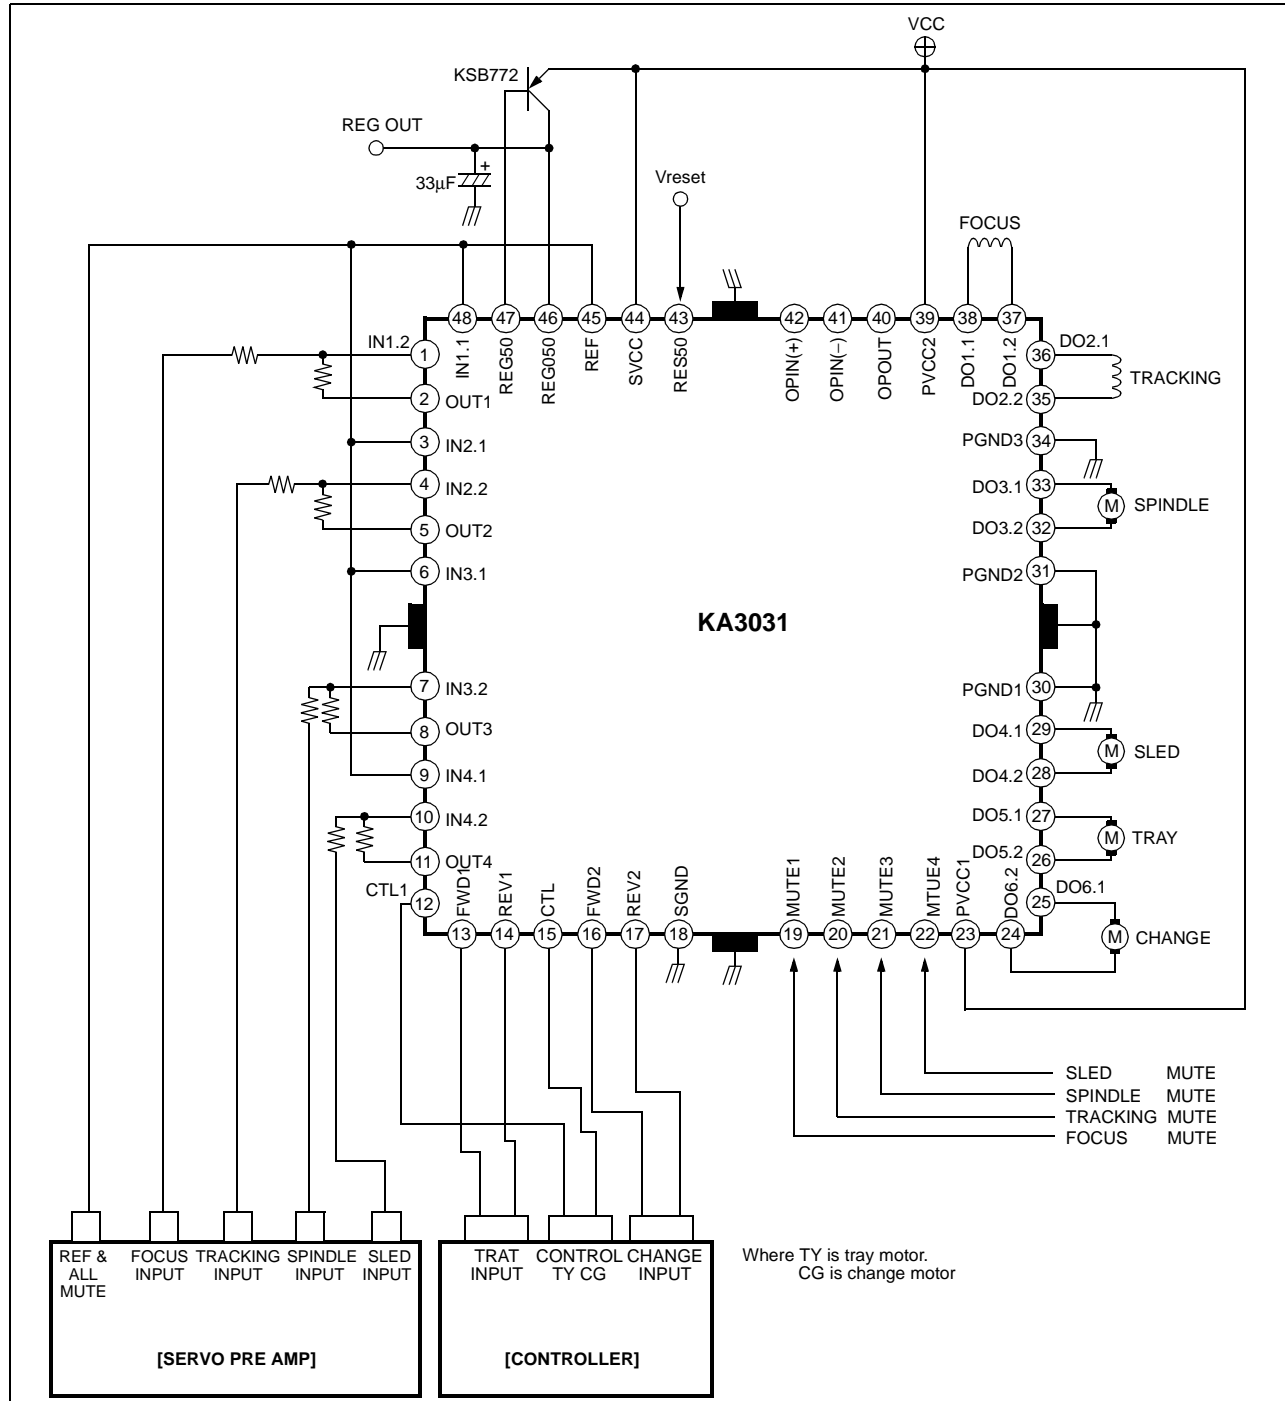 VCC
KSB772
REG OUT
+
33µF
Vreset
FOCUS
48 47 46 45 44 43 42 41 40 39 38 37
IN1.1 REG50 REG050 REF SVCC RES50 OPIN(+) OPIN(−) OPOUT PVCC2 DO1.1 DO1.2
IN1.2 1
2 OUT1
3 IN2.1
4 IN2.2
5 OUT2
6 IN3.1
7 IN3.2
8 OUT3
9 IN4.1
10 IN4.2
11 OUT4
CTL1 12
KA3031
36 DO2.1
TRACKING
DO2.2 35
PGND3 34
DO3.1 33
M SPINDLE
DO3.2 32
PGND2 31
PGND1 30
DO4.1 29
M SLED
DO4.2 28
DO5.1 27
M TRAY
DO5.2 26
DO6.1
25
M CHANGE
FWD1 REV1 CTL FWD2 REV2 SGND MUTE1 MUTE2 MUTE3 MTUE4 PVCC1 DO6.2
13 14 15 16 17 18 19 20 21 22 23 24
SLED MUTE
SPINDLE MUTE
TRACKING MUTE
FOCUS MUTE
REF &
ALL
MUTE
FOCUS
INPUT
TRACKING
INPUT
SPINDLE
INPUT
SLED
INPUT
[SERVO PRE AMP]
TRAT
INPUT
CONTROL
TY CG
CHANGE
INPUT
[CONTROLLER]
Where TY is tray motor.
CG is change motor